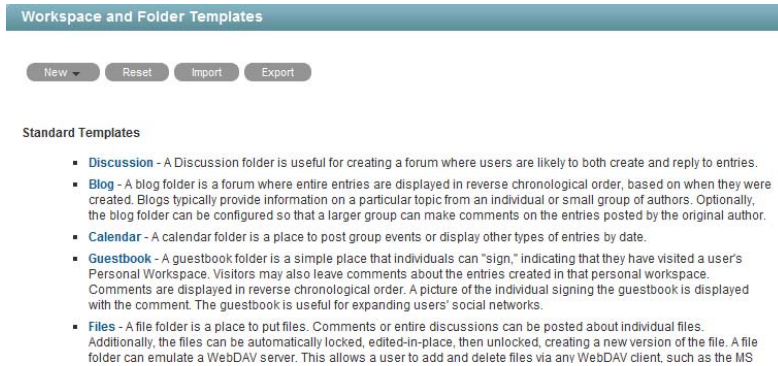 Workspace and Folder Templates
New Reset Import Export
Standard Templates
Discussion - A Discussion folder is useful for creating a forum where users are likely to both create and reply to entries.
Blog - A blog folder is a forum where entire entries are displayed in reverse chronological order, based on when they were
created. Blogs typically provide information on a particular topic from an individual or small group of authors. Optionally,
the blog folder can be configured so that a larger group can make comments on the entries posted by the original author.
Calendar - A calendar folder is a place to post group events or display other types of entries by date.
Guestbook - A guestbook folder is a simple place that individuals can "sign," indicating that they have visited a user's
Personal Workspace. Visitors may also leave comments about the entries created in that personal workspace.
Comments are displayed in reverse chronological order. A picture of the individual signing the guestbook is displayed
with the comment. The guestbook is useful for expanding users' social networks.
Files - A file folder is a place to put files. Comments or entire discussions can be posted about individual files.
Additionally, the files can be automatically locked, edited-in-place, then unlocked, creating a new version of the file. A file
folder can emulate a WebDAV server. This allows a user to add and delete files via any WebDAV client, such as the MS